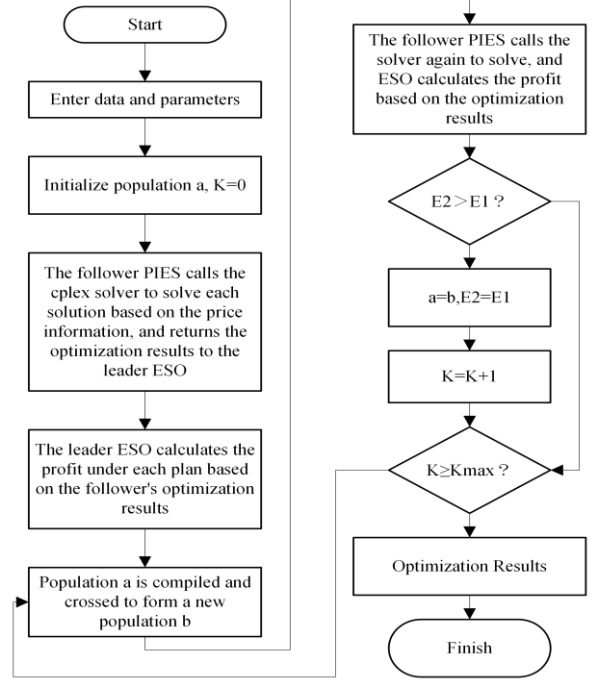 Start
Enter data and parameters
Initialize population a, K=0
The follower PIES calls the
cplex solver to solve each
solution based on the price
information, and returns the
optimization results to the
leader ESO
The leader ESO calculates the
profit under each plan based
on the follower's optimization
results
Population a is compiled and
crossed to form a new
population b
The follower PIES calls the
solver again to solve, and
ESO calculates the profit
based on the optimization
results
E2＞E1？
a=b,E2=E1
K=K+1
K≥Kmax？
Optimization Results
Finish